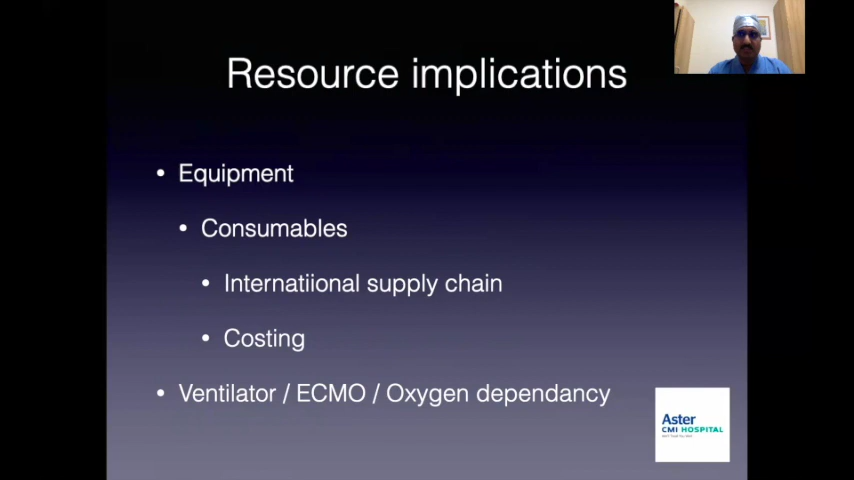 Resource implications
• Equipment
• Consumables
• Internatiional supply chain
• Costing
• Ventilator / ECMO / Oxygen dependancy
Aster
CMI HOSPITAL